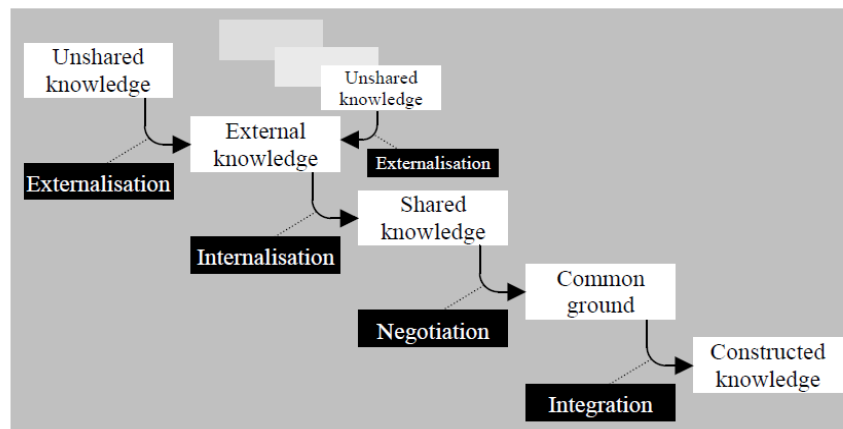 Unshared
knowledge
Unshared
knowledge
External
knowledge
Externalisation
Externalisation
Shared
knowledge
Internalisation
Common
ground
Negotiation
Constructed
knowledge
Integration